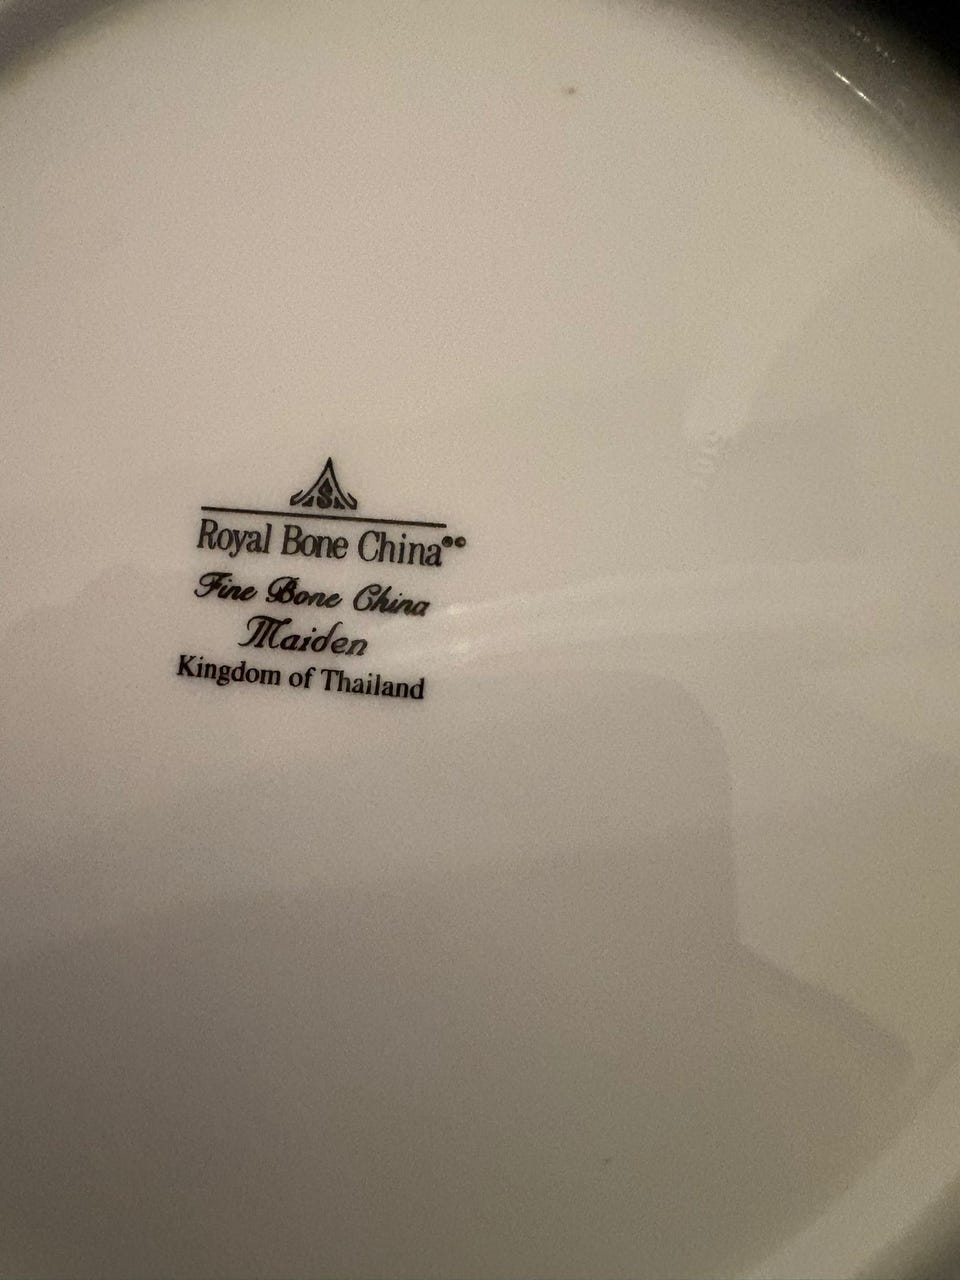 Royal Bone China
Fine Bone China
Maiden
Kingdom of Thailand